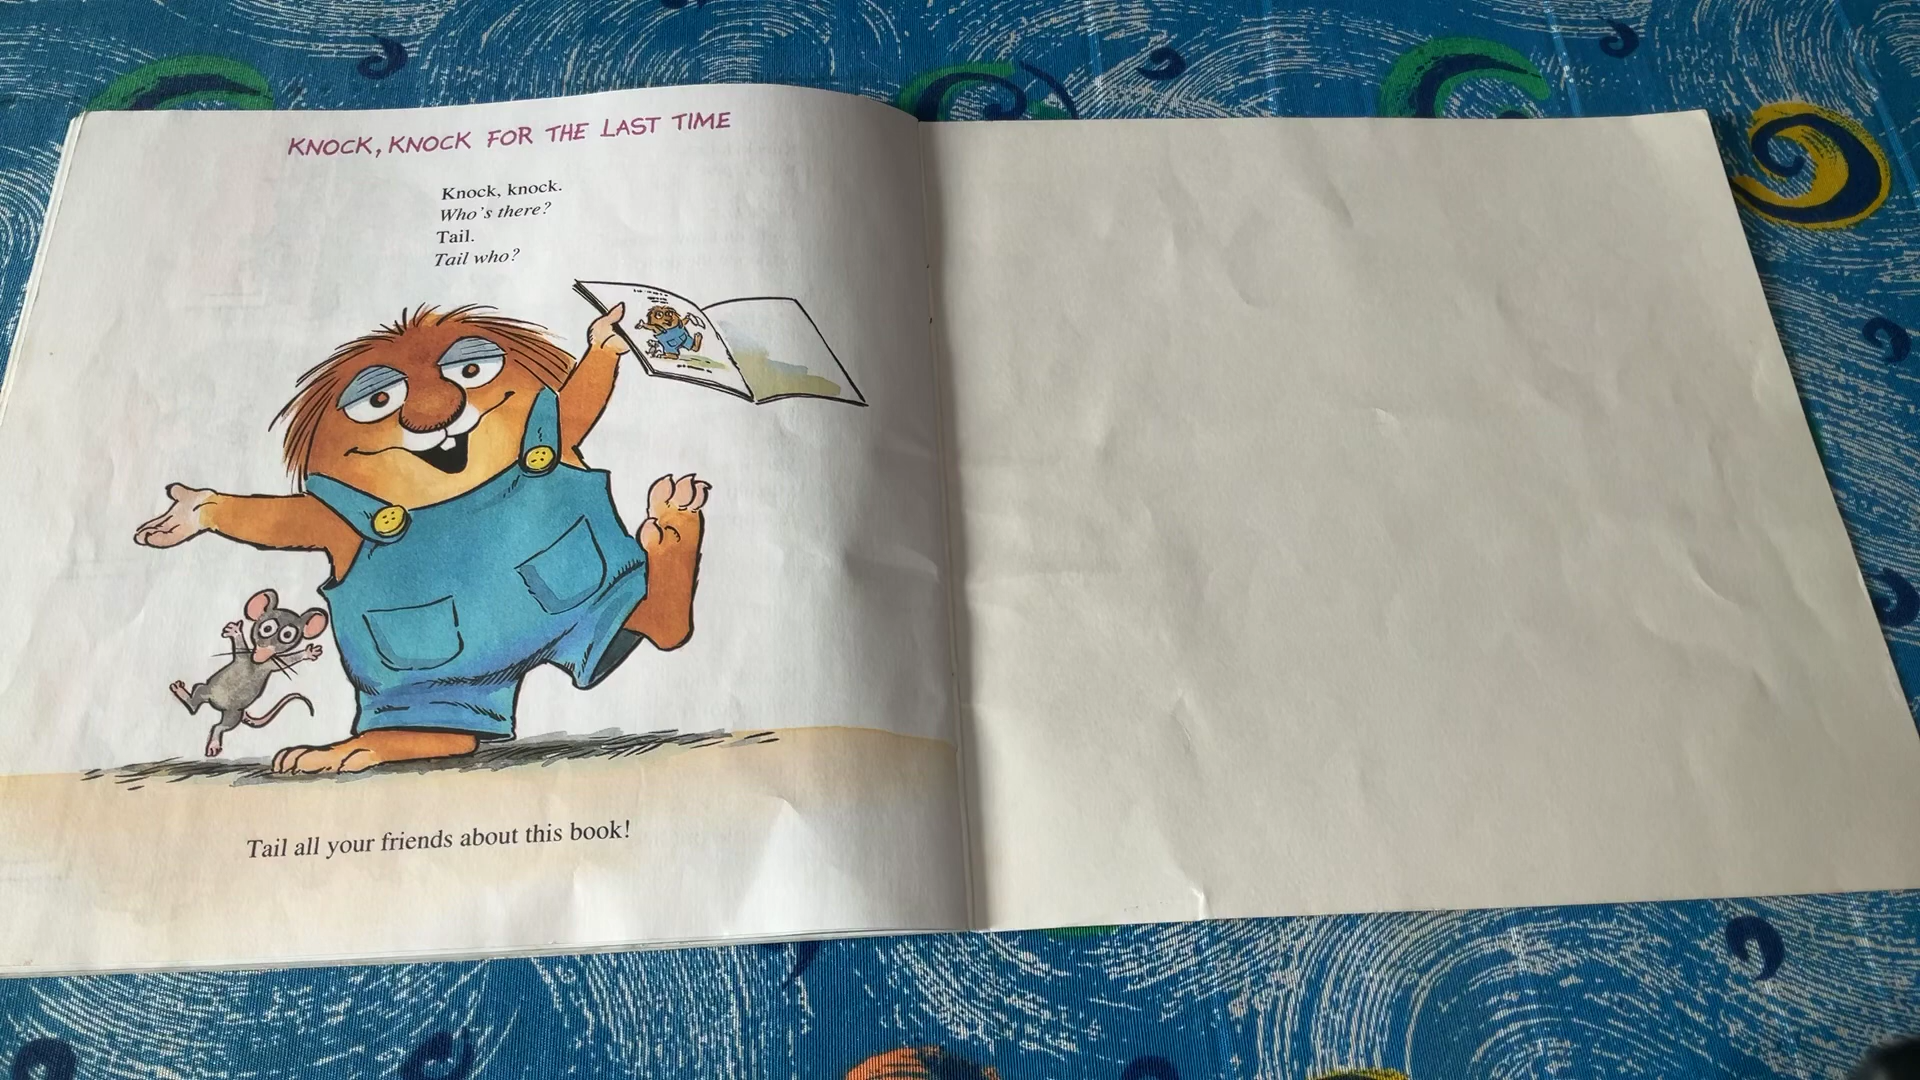 KNOCK, KNOCK FOR THE LAST TIME
Knock, knock.
Who's there?
Tail.
Tail who?
Tail all your friends about this book!